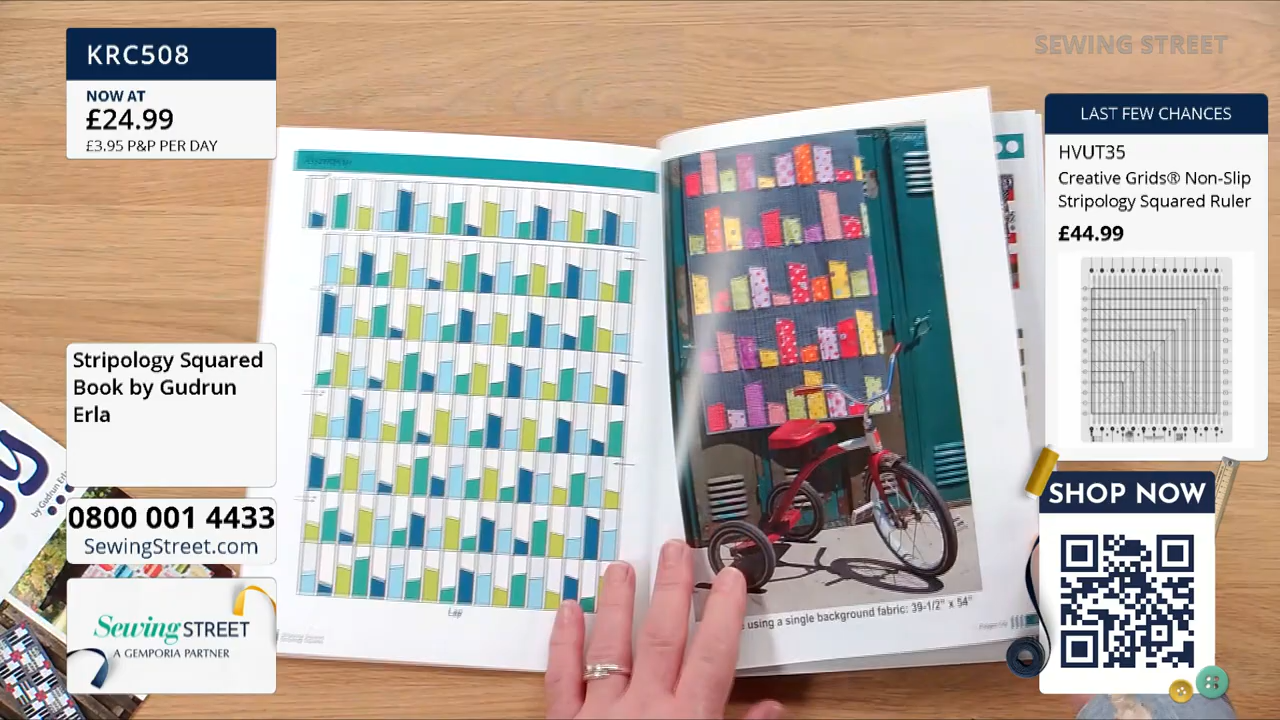 KRC508
NOW AT
£24.99
£3.95 P&P PER DAY
SEWING STREET
LAST FEW CHANCES
HVUT35
Creative Grids® Non-Slip
Stripology Squared Ruler
£44.99
Stripology Squared
Book by Gudrun
Erla
0800 001 4433
SewingStreet.com
Sewing STREET
A GEMPORIA PARTNER
SHOP NOW
by Gudrun
using a single background fabric: 39-1/2" x 54"